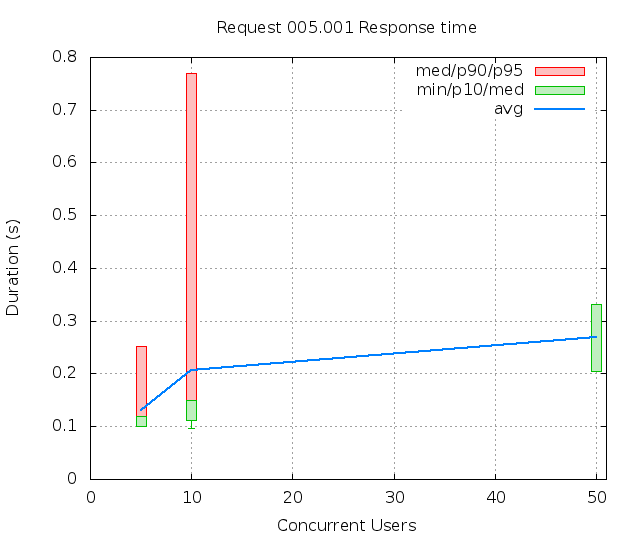 Request 005.001 Response time
med/p90/p95
min/p10/med
avg
0.8
0.7
0.6
0.5
0.4
0.3
0.2
0.1
0
0 10 20 30 40 50
Duration (s)
Concurrent Users